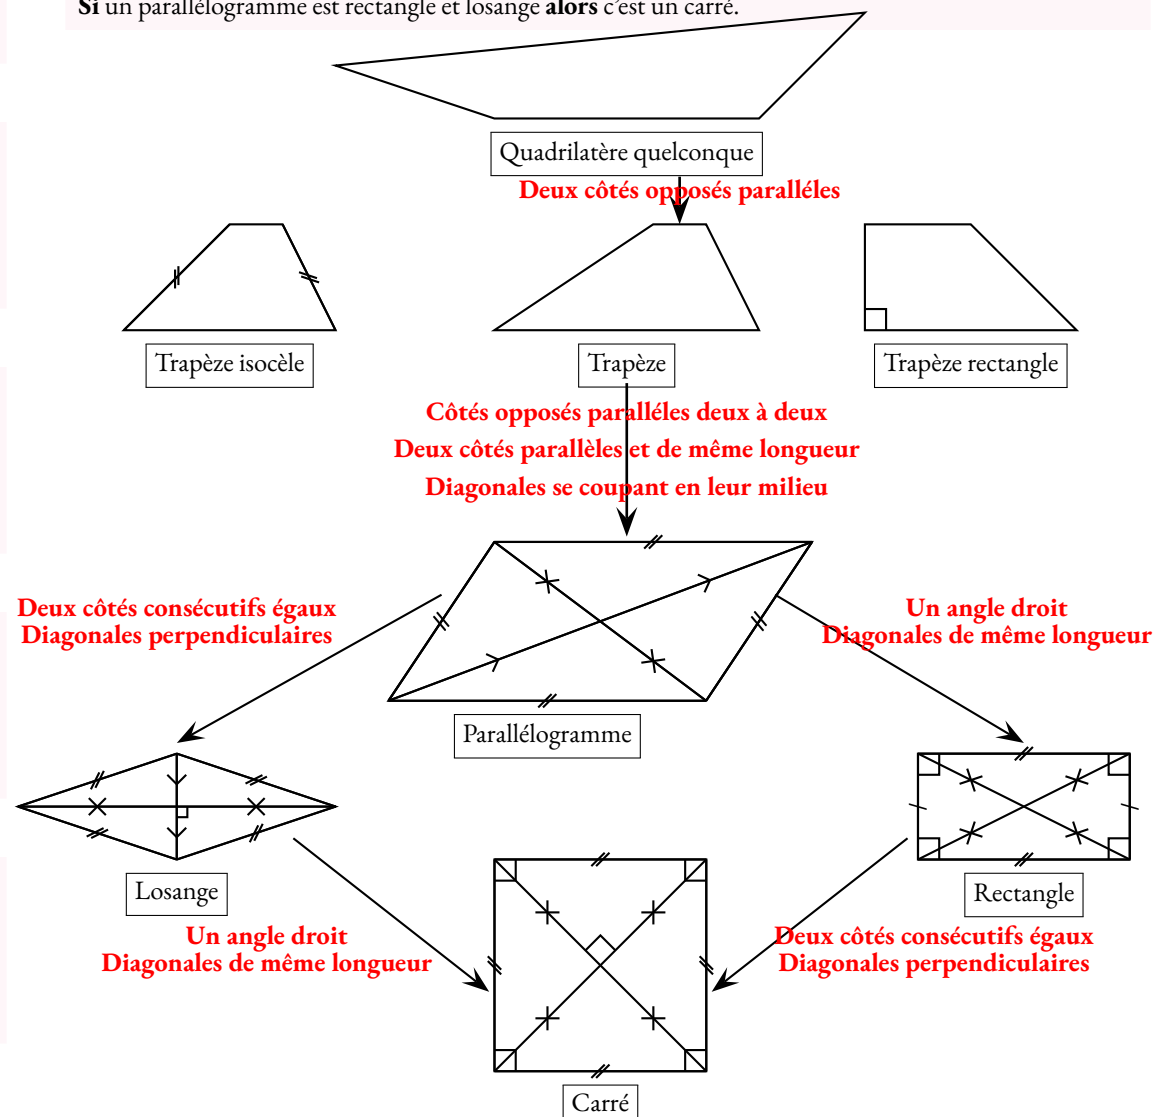 Si un parallélogramme est rectangle et losange alors c'est un carré.
Quadrilatère quelconque
Deux côtés opposés paralléles
Trapèze isocèle
Trapèze
Trapèze rectangle
Côtés opposés paralléles deux à deux
Deux côtés parallèles et de même longueur
Diagonales se coupant en leur milieu
Deux côtés consécutifs égaux
Diagonales perpendiculaires
Un angle droit
Diagonales de même longueur
Parallélogramme
Losange
Rectangle
Un angle droit
Diagonales de même longueur
Deux côtés consécutifs égaux
Diagonales perpendiculaires
Carré